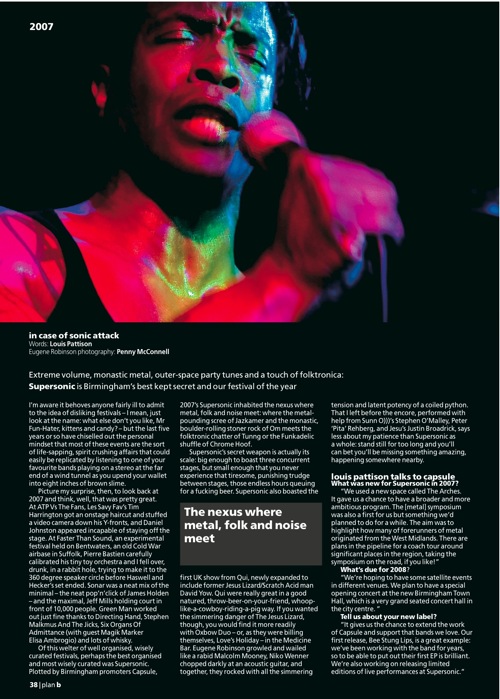 2007
in case of sonic attack
Words: Louis Pattison
Eugene Robinson photography: Penny McConnell
Extreme volume, monastic metal, outer-space party tunes and a touch of folktronica:
Supersonic is Birmingham's best kept secret and our festival of the year
I'm aware it behoves anyone fairly ill to admit
to the idea of disliking festivals – I mean, just
look at the name: what else don't you like, Mr
Fun-Hater, kittens and candy? – but the last five
years or so have chiselled out the personal
mindset that most of these events are the sort
of life-sapping, spirit crushing affairs that could
easily be replicated by listening to one of your
favourite bands playing on a stereo at the far
end of a wind tunnel as you upend your wallet
into eight inches of brown slime.
Picture my surprise, then, to look back at
2007 and think, well, that was pretty great.
At ATP Vs The Fans, Les Savy Fav's Tim
Harrington got an onstage haircut and stuffed
a video camera down his Y-fronts, and Daniel
Johnston appeared incapable of staying off the
stage. At Faster Than Sound, an experimental
festival held on Bentwaters, an old Cold War
airbase in Suffolk, Pierre Bastien carefully
calibrated his tiny toy orchestra and I fell over,
drunk, in a rabbit hole, trying to make it to the
360 degree speaker circle before Haswell and
Hecker's set ended. Sonar was a neat mix of the
minimal – the neat pop'n'click of James Holden
– and the maximal, Jeff Mills holding court in
front of 10,000 people. Green Man worked
out just fine thanks to Directing Hand, Stephen
Malkmus And The Jicks, Six Organs Of
Admittance (with guest Magik Marker
Elisa Ambrogio) and lots of whisky.
Of this welter of well organised, wisely
curated festivals, perhaps the best organised
and most wisely curated was Supersonic.
Plotted by Birmingham promoters Capsule,
2007's Supersonic inhabited the nexus where
metal, folk and noise meet: where the metal-
pounding scree of Jazkamer and the monastic,
boulder-rolling stoner rock of Om meets the
folktronic chatter of Tunng or the Funkadelic
shuffle of Chrome Hoof.
Supersonic's secret weapon is actually its
scale: big enough to boast three concurrent
stages, but small enough that you never
experience that tiresome, punishing trudge
between stages, those endless hours queuing
for a fucking beer. Supersonic also boasted the
The nexus where
metal, folk and noise
meet
first UK show from Qui, newly expanded to
include former Jesus Lizard/Scratch Acid man
David Yow. Qui were really great in a good
natured, throw-beer-on-your-friend, whoop-
like-a-cowboy-riding-a-pig way. If you wanted
the simmering danger of The Jesus Lizard,
though, you would find it more readily
with Oxbow Duo – or, as they were billing
themselves, Love's Holiday – in the Medicine
Bar. Eugene Robinson growled and wailed
like a rabid Malcolm Mooney, Niko Wenner
chopped darkly at an acoustic guitar, and
together, they rocked with all the simmering
tension and latent potency of a coiled python.
That I left before the encore, performed with
help from Sunn O)))'s Stephen O'Malley, Peter
'Pita' Rehberg, and Jesu's Justin Broadrick, says
less about my patience than Supersonic as
a whole: stand still for too long and you'll
can bet you'll be missing something amazing,
happening somewhere nearby.
louis pattison talks to capsule
What was new for Supersonic in 2007?
"We used a new space called The Arches.
It gave us a chance to have a broader and more
ambitious program. The [metal] symposium
was also a first for us but something we'd
planned to do for a while. The aim was to
highlight how many of forerunners of metal
originated from the West Midlands. There are
plans in the pipeline for a coach tour around
significant places in the region, taking the
symposium on the road, if you like!"
What's due for 2008?
"We're hoping to have some satellite events
in different venues. We plan to have a special
opening concert at the new Birmingham Town
Hall, which is a very grand seated concert hall in
the city centre."
Tell us about your new label?
"It gives us the chance to extend the work
of Capsule and support bands we love. Our
first release, Bee Stung Lips, is a great example:
we've been working with the band for years,
so to be able to put out their first EP is brilliant.
We're also working on releasing limited
editions of live performances at Supersonic."
38 | plan b